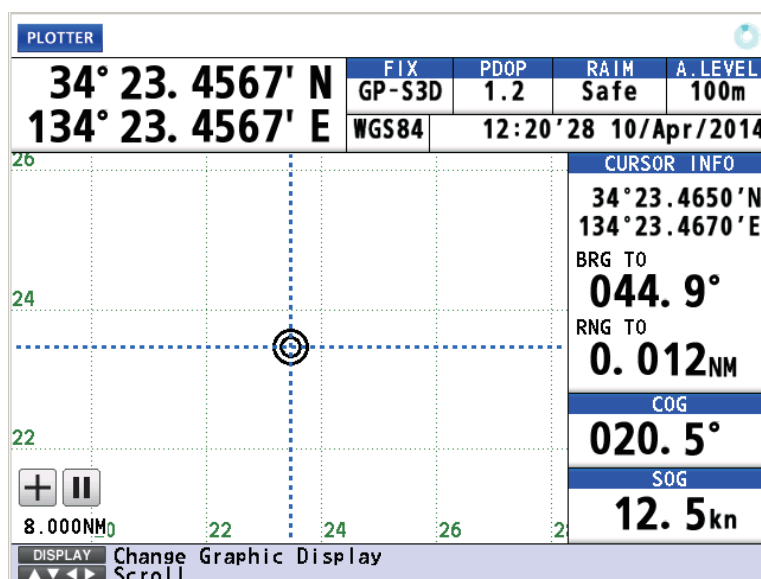 PLOTTER
34° 23. 4567' N
134° 23. 4567' E
FIX PDOP RAIM A.LEVEL
GP-S3D 1.2 Safe 100m
WGS84 12:20'28 10/Apr/2014
26
24
22
CURSOR INFO
34°23.4650'N
134°23.4670'E
BRG TO
044. 9°
RNG TO
0. 012NM
COG
020. 5°
SOG
12. 5kn
8.000NM
22 24 26
DISPLAY Change Graphic Display
Scroll